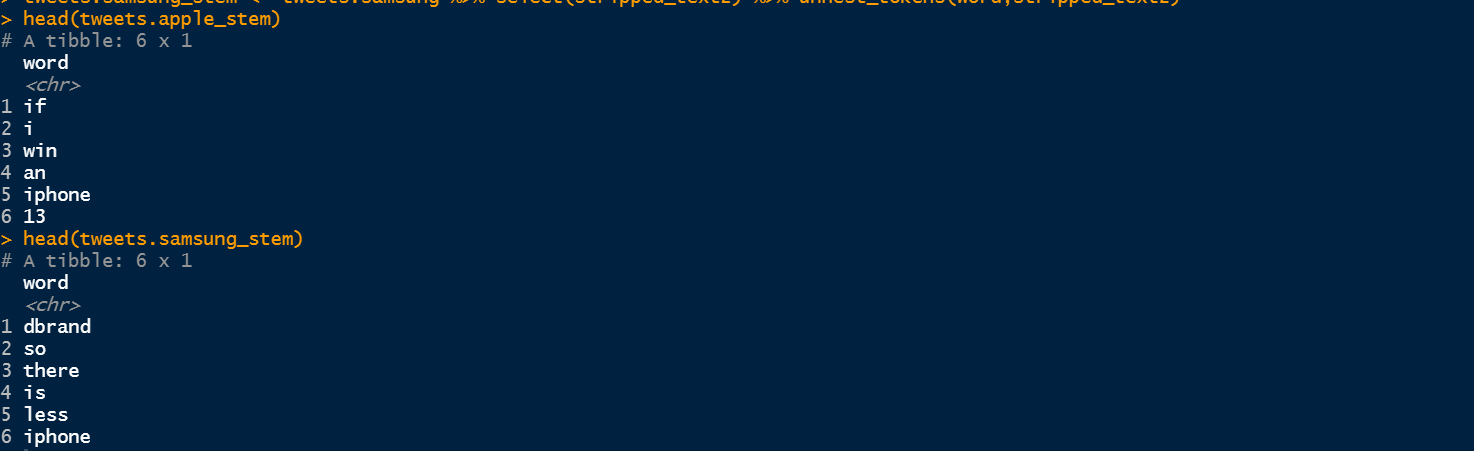 > tweets.samsung_stem <- tweets.samsung %>% select(stripped_text2) %>% unnest_tokens(word,stripped_text2)
> head(tweets.apple_stem)
# A tibble: 6 x 1
word
<chr>
1 if
2 i
3 win
4 an
5 iphone
6 13
> head(tweets.samsung_stem)
# A tibble: 6 x 1
word
<chr>
1 dbrand
2 so
3 there
4 is
5 less
6 iphone